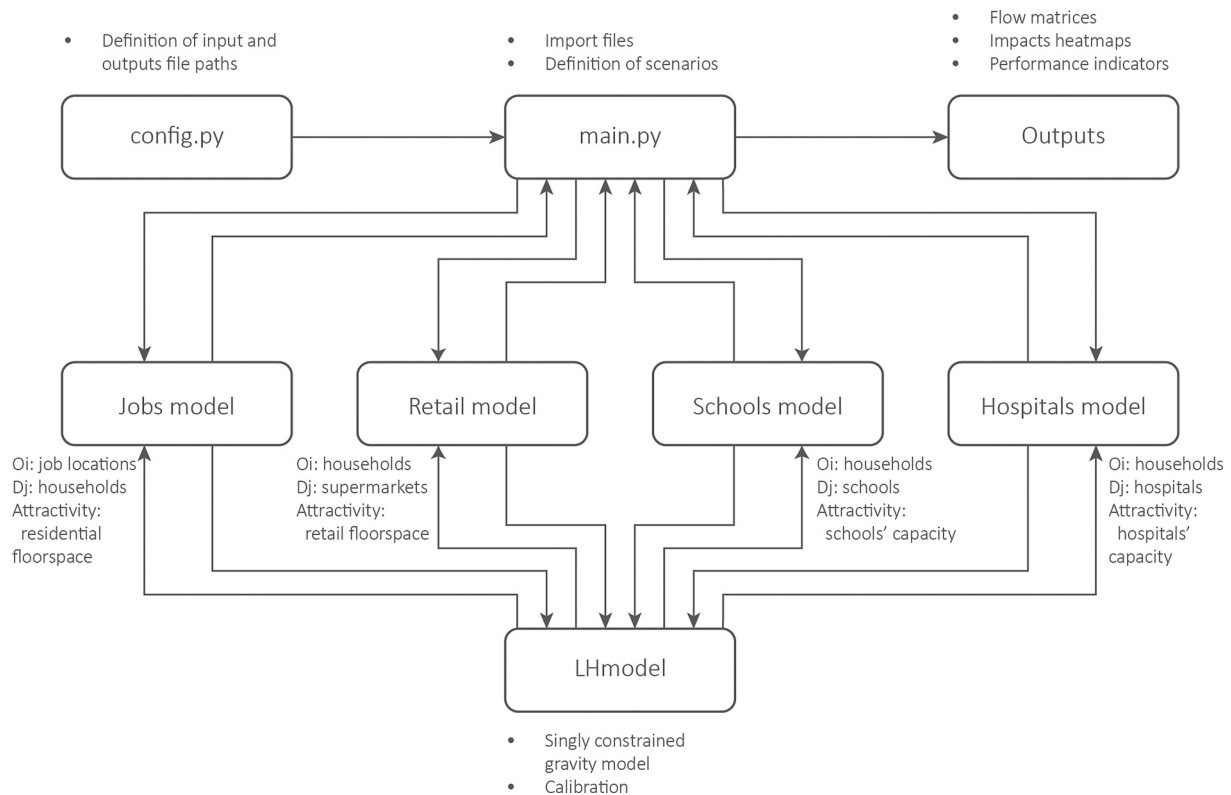 • Definition of input and
outputs file paths
• Import files
• Definition of scenarios
• Flow matrices
• Impacts heatmaps
• Performance indicators
config.py
main.py
Outputs
Jobs model
Retail model
Schools model
Hospitals model
Oi: job locations
Dj: households
Attractivity:
residential
floorspace
Oi: households
Dj: supermarkets
Attractivity:
retail floorspace
Oi: households
Dj: schools
Attractivity:
schools’ capacity
Oi: households
Dj: hospitals
Attractivity:
hospitals’
capacity
LHmodel
• Singly constrained
gravity model
• Calibration